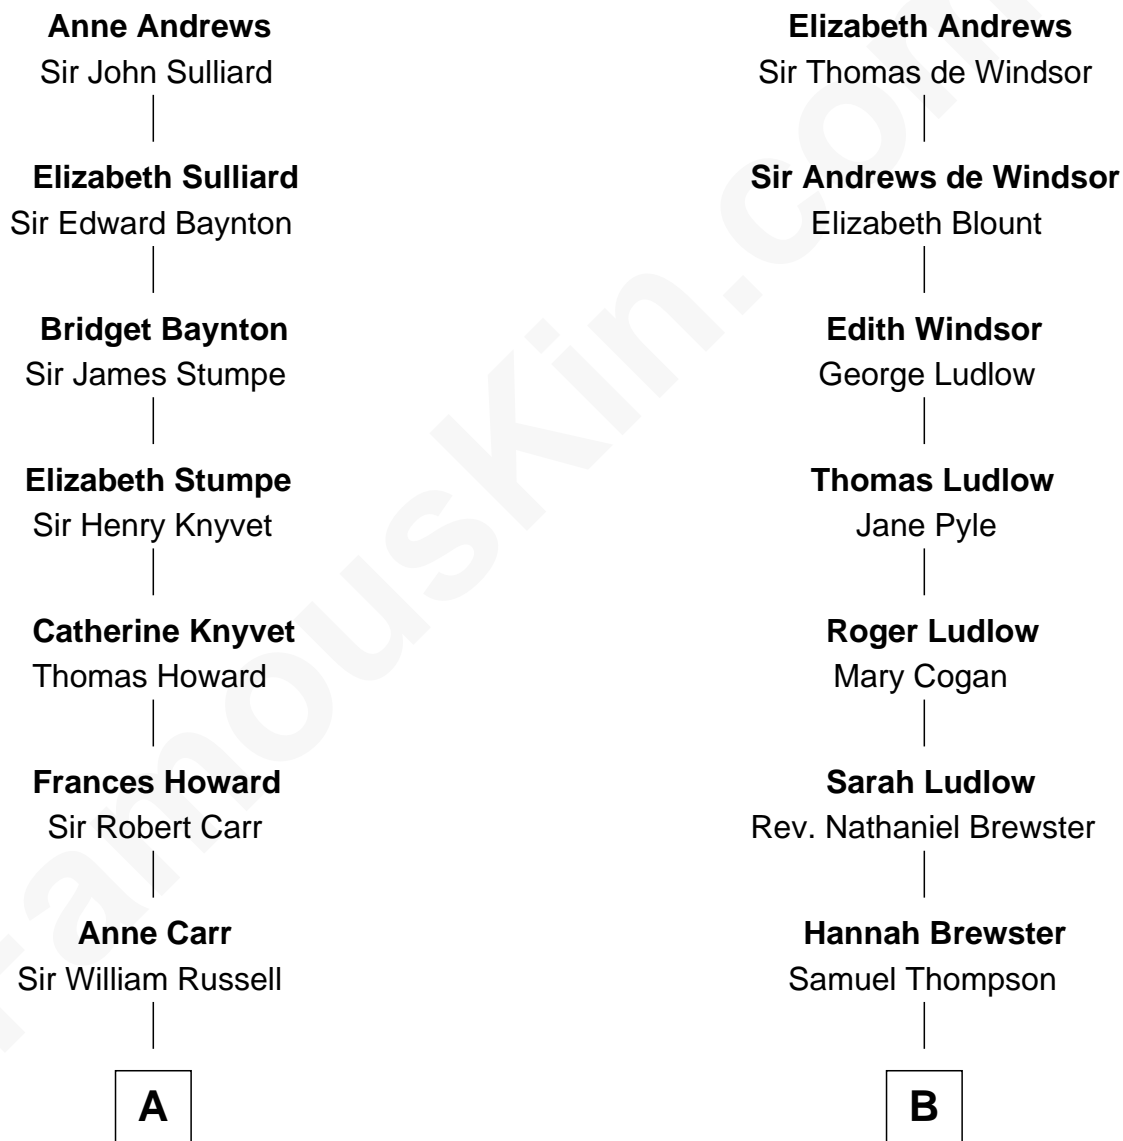 Anne Andrews
Sir John Sulliard
Elizabeth Sulliard
Sir Edward Baynton
Bridget Baynton
Sir James Stumpe
Elizabeth Stumpe
Sir Henry Knyvet
Catherine Knyvet
Thomas Howard
Frances Howard
Sir Robert Carr
Anne Carr
Sir William Russell
A
Elizabeth Andrews
Sir Thomas de Windsor
Sir Andrews de Windsor
Elizabeth Blount
Edith Windsor
George Ludlow
Thomas Ludlow
Jane Pyle
Roger Ludlow
Mary Cogan
Sarah Ludlow
Rev. Nathaniel Brewster
Hannah Brewster
Samuel Thompson
B
FamousKin.com